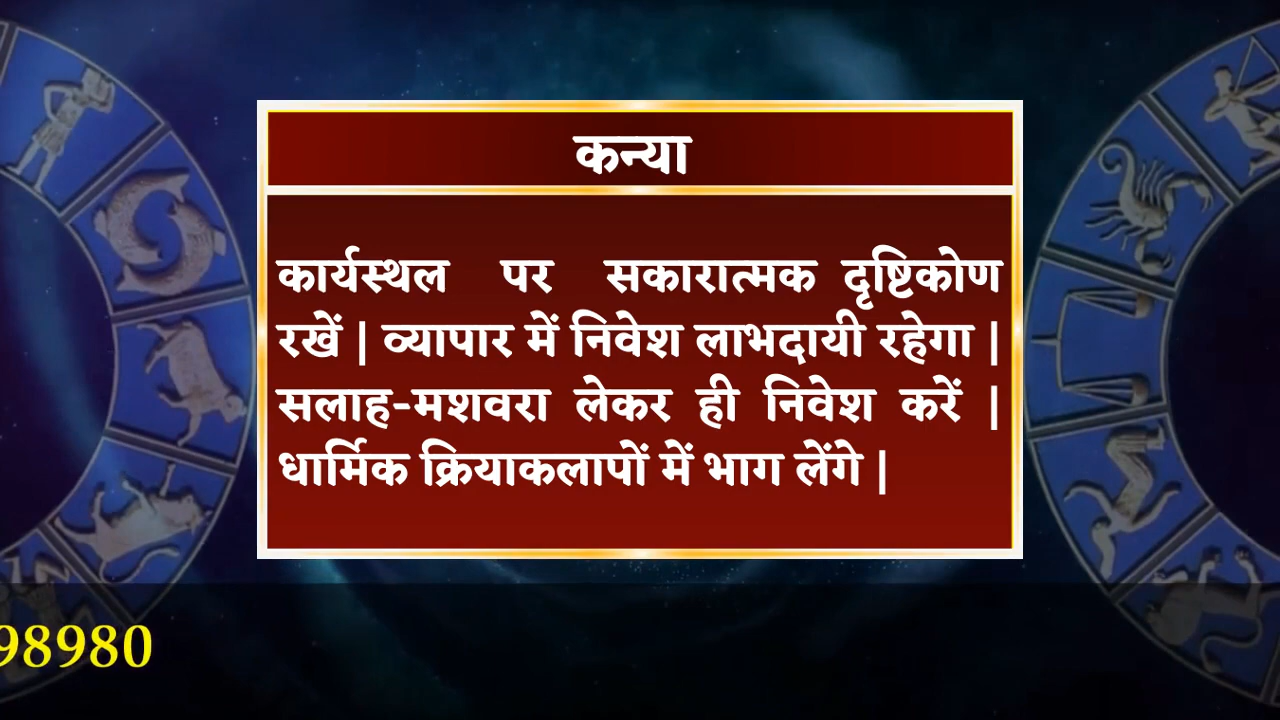 कन्या
कार्यस्थल पर सकारात्मक दृष्टिकोण
रखें | व्यापार में निवेश लाभदायी रहेगा |
सलाह-मशवरा लेकर ही निवेश करें |
धार्मिक क्रियाकलापों में भाग लेंगे |
98980